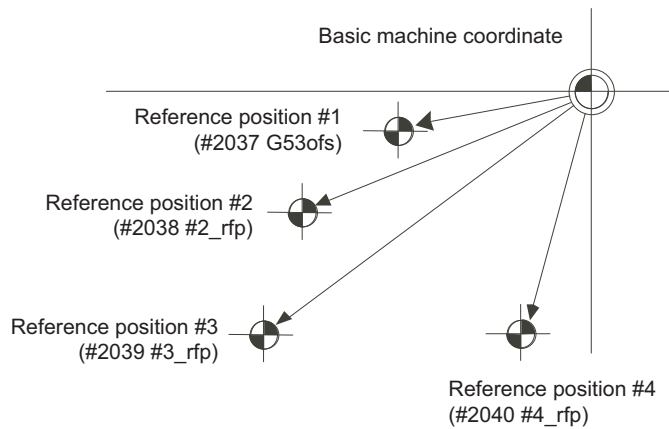 Basic machine coordinate
Reference position #1
(#2037 G53ofs)
Reference position #2
(#2038 #2_rfp)
Reference position #3
(#2039 #3_rfp)
Reference position #4
(#2040 #4_rfp)